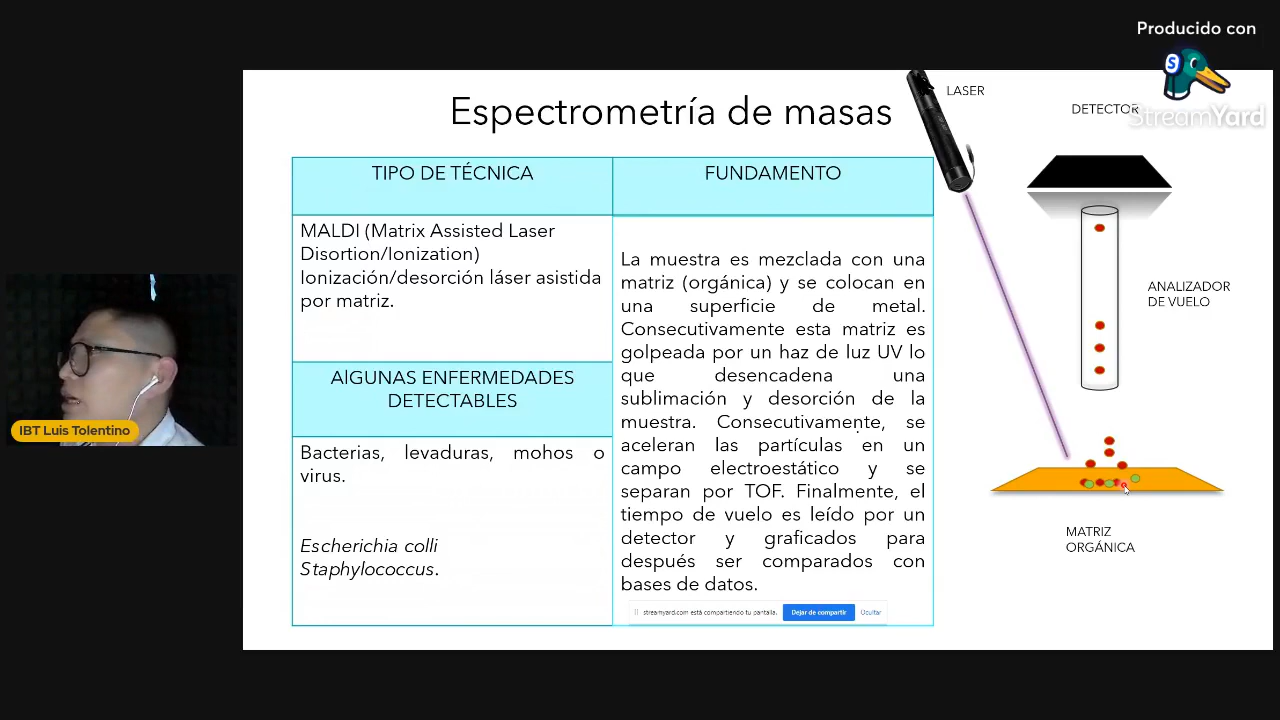 Producido con
StreamYard
Espectrometría de masas
LASER
DETECTOR
TIPO DE TÉCNICA
FUNDAMENTO
MALDI (Matrix Assisted Laser
Disortion/Ionization)
Ionización/desorción láser asistida
por matriz.
AlGUNAS ENFERMEDADES
DETECTABLES
Bacterias, levaduras, mohos o
virus.
Escherichia colli
Staphylococcus.
La muestra es mezclada con una
matriz (orgánica) y se colocan en
una superficie de metal.
Consecutivamente esta matriz es
golpeada por un haz de luz UV lo
que desencadena una
sublimación y desorción de la
muestra. Consecutivamente, se
aceleran las partículas en un
campo electroestático y se
separan por TOF. Finalmente, el
tiempo de vuelo es leído por un
detector y graficados para
después ser comparados con
bases de datos.
ANALIZADOR
DE VUELO
MATRIZ
ORGÁNICA
IBT Luis Tolentino
streamyard.com está compartiendo tu pantalla.
Dejar de compartir
Ocultar